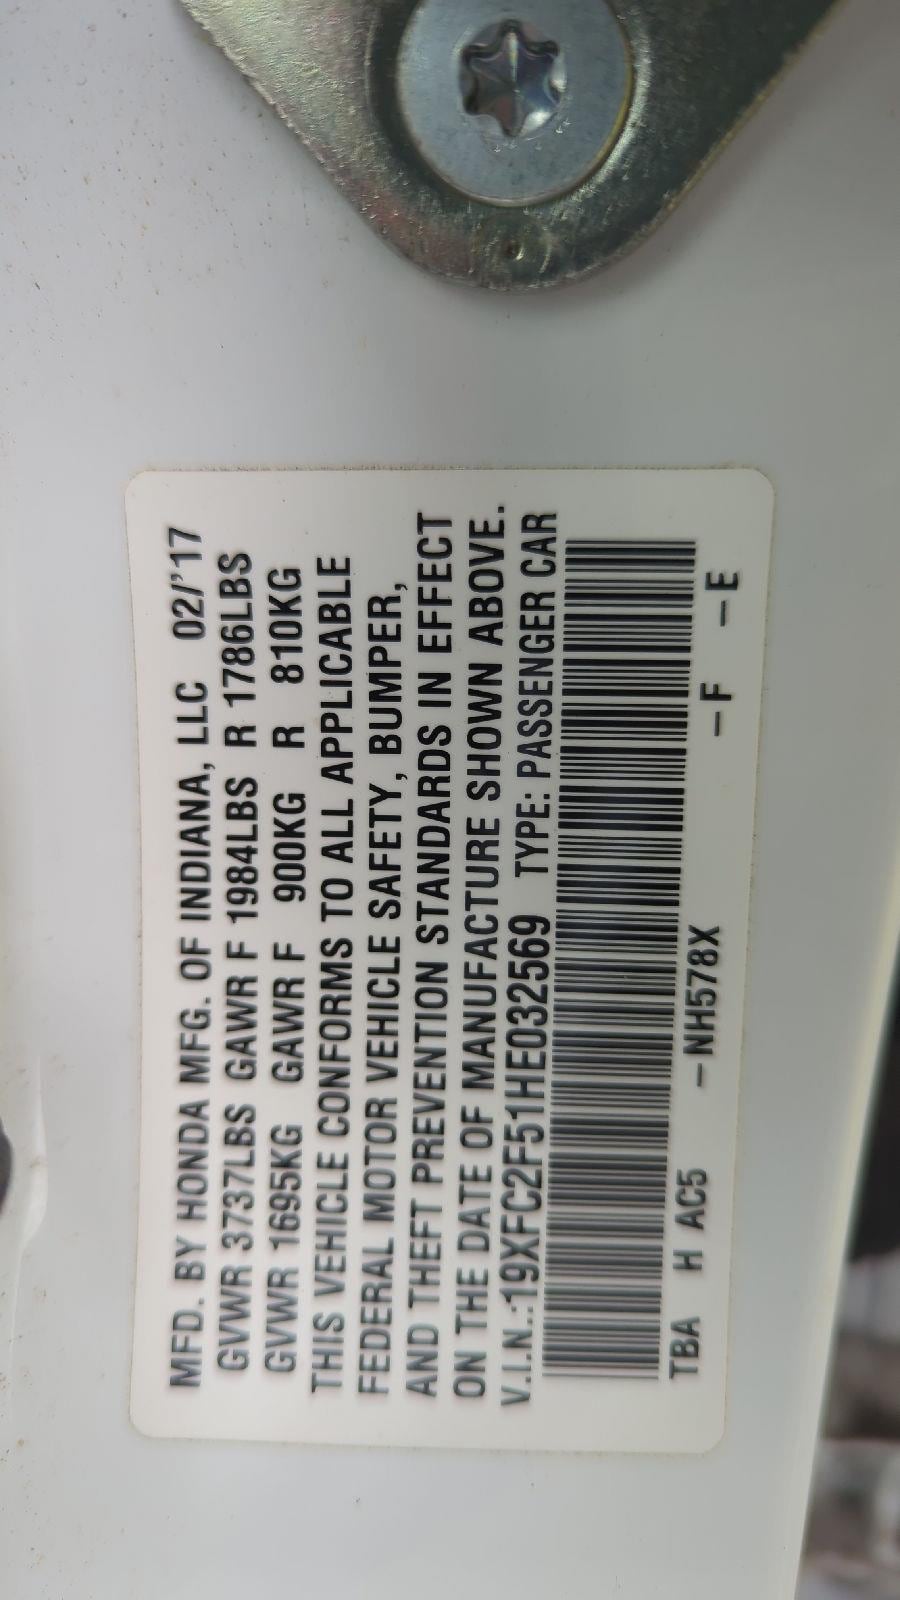 MFD. BY HONDA MFG. OF INDIANA, LLC 02/'17
GVWR 3737LBS GAWR F 1984LBS R 1786LBS
GVWR 1695KG GAWR F 900KG R 810KG
THIS VEHICLE CONFORMS TO ALL APPLICABLE
FEDERAL MOTOR VEHICLE SAFETY, BUMPER,
AND THEFT PREVENTION STANDARDS IN EFFECT
ON THE DATE OF MANUFACTURE SHOWN ABOVE.
V.I.N.:19XFC2F51HE032569 TYPE: PASSENGER CAR
TBA H AC5 -NH578X -F -E